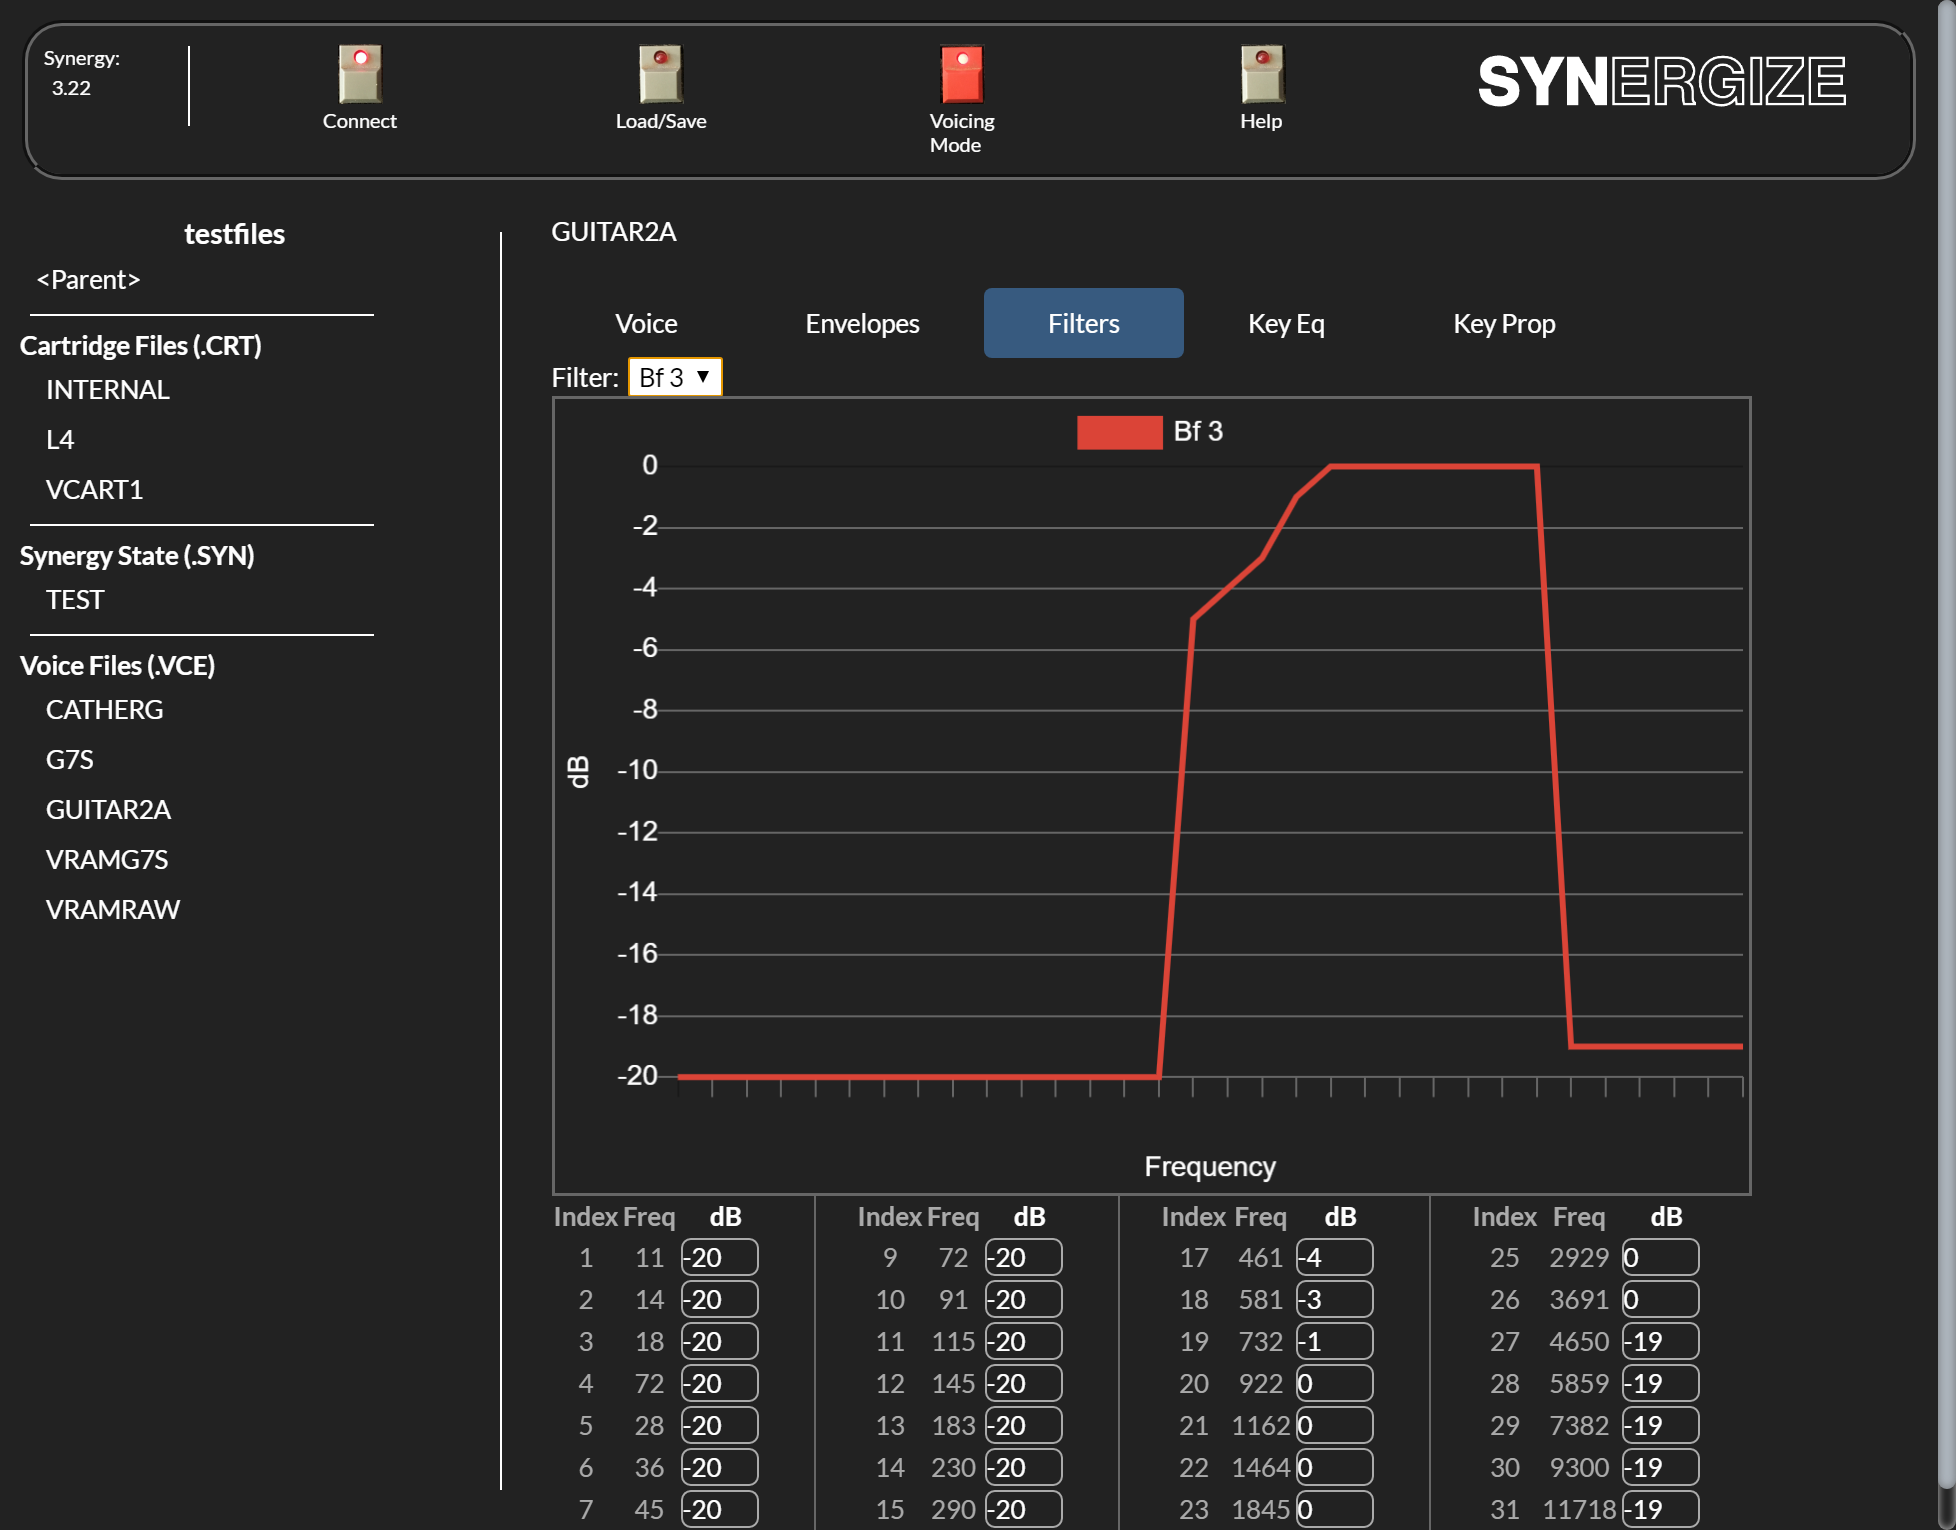 Synergy:
3.22
Connect
Load/Save
Voicing
Mode
Help
SYNERGIZE
testfiles
<Parent>
Cartridge Files (.CRT)
INTERNAL
L4
VCART1
Synergy State (.SYN)
TEST
Voice Files (.VCE)
CATHERG
G7S
GUITAR2A
VRAMG7S
VRAMRAW
GUITAR2A
Voice Envelopes Filters Key Eq Key Prop
Filter: Bf 3 ▼
Bf 3
0
-2
-4
-6
-8
-10
-12
-14
-16
-18
-20
dB
Frequency
Index Freq dB Index Freq dB Index Freq dB Index Freq dB
1 11 -20 9 72 -20 17 461 -4 25 2929 0
2 14 -20 10 91 -20 18 581 -3 26 3691 0
3 18 -20 11 115 -20 19 732 -1 27 4650 -19
4 72 -20 12 145 -20 20 922 0 28 5859 -19
5 28 -20 13 183 -20 21 1162 0 29 7382 -19
6 36 -20 14 230 -20 22 1464 0 30 9300 -19
7 45 -20 15 290 -20 23 1845 0 31 11718 -19